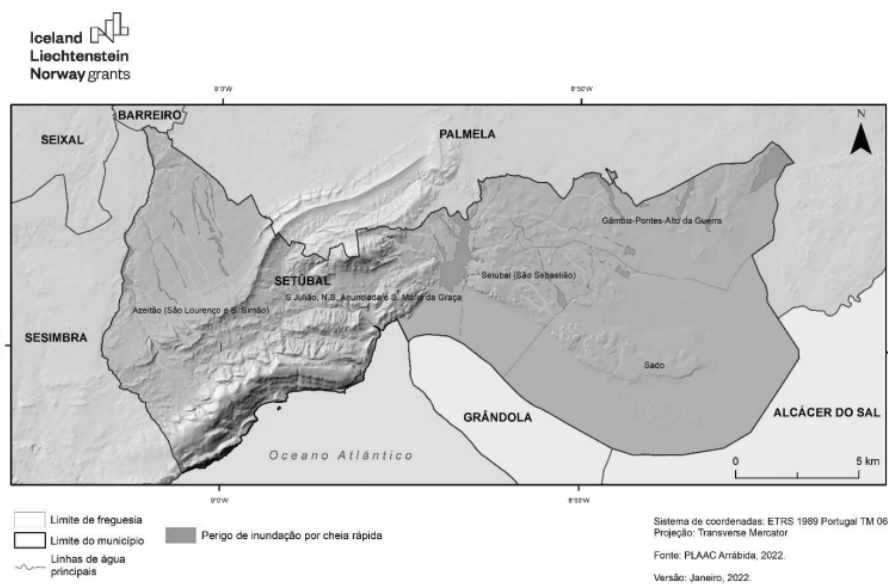 Iceland
Liechtenstein
Norway grants
9°0'W
8°50'W
BARREIRO
SEIXAL
PALMELA
N
Gâmbia-Pontes-Alto da Guerra
SETÚBAL
Setúbal (São Sebastião)
S Julião, N.S. Anunciada e S. Maria da Graça
Azeitão (São Lourenço e S. Simão)
SESIMBRA
Sado
GRÂNDOLA
ALCÁCER DO SAL
Oceano Atlântico
0 5 km
9°0'W
8°50'W
Limite de freguesia
Limite do município
Linhas de água
principais
Perigo de inundação por cheia rápida
Sistema de coordenadas: ETRS 1989 Portugal TM 06
Projeção: Transverse Mercator
Fonte: PLAAC Arrábida, 2022.
Versão: Janeiro, 2022.